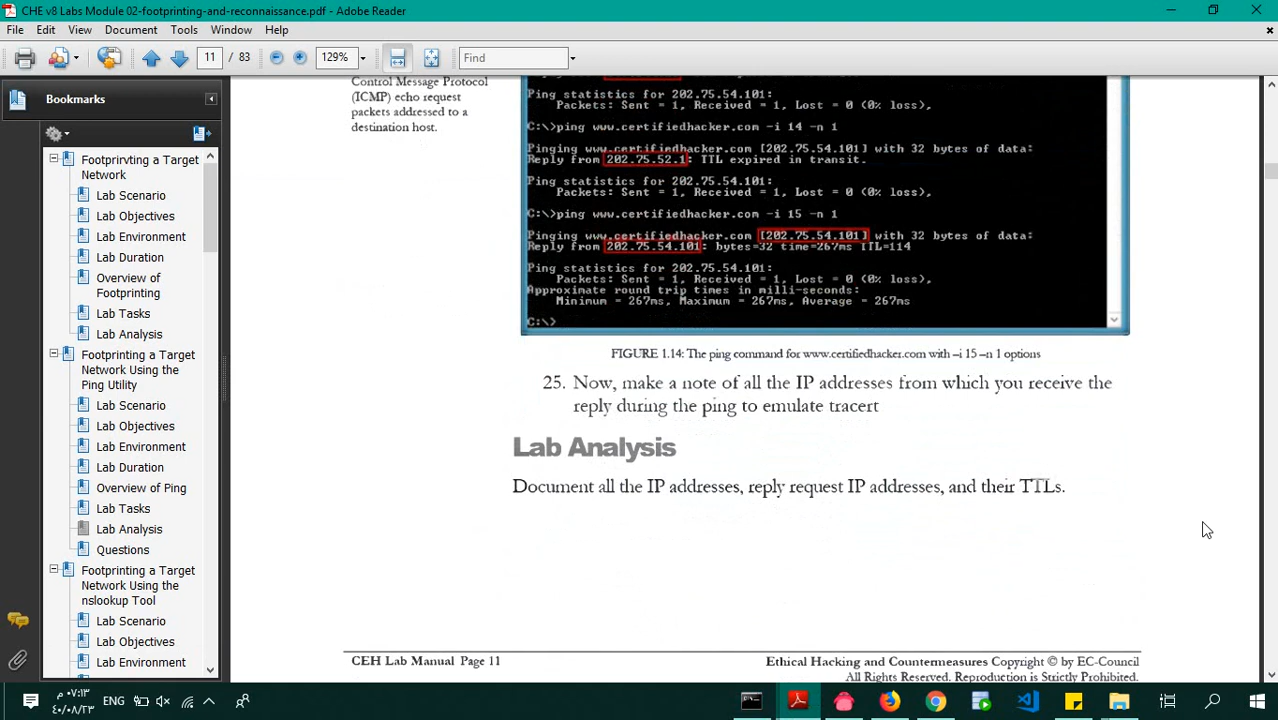 CHE v8 Labs Module 02-footprinting-and-reconnaissance.pdf - Adobe Reader
File Edit View Document Tools Window Help
11 / 83 129% Find
Bookmarks
Footprirvting a Target
Network
Lab Scenario
Lab Objectives
Lab Environment
Lab Duration
Overview of
Footprinting
Lab Tasks
Lab Analysis
Footprinting a Target
Network Using the
Ping Utility
Lab Scenario
Lab Objectives
Lab Environment
Lab Duration
Overview of Ping
Lab Tasks
Lab Analysis
Questions
Footprinting a Target
Network Using the
nslookup Tool
Lab Scenario
Lab Objectives
Lab Environment
Control Message Protocol
(ICMP) echo request
packets addressed to a
destination host.
Ping statistics for 202.75.54.101:
Packets: Sent = 1, Received = 1, Lost = 0 (0% loss),
C:\>ping www.certifiedhacker.com -i 14 -n 1
Pinging www.certifiedhacker.com [202.75.54.101] with 32 bytes of data:
Reply from 202.75.52.1: TTL expired in transit.
Ping statistics for 202.75.54.101:
Packets: Sent = 1, Received = 1, Lost = 0 (0% loss),
C:\>ping www.certifiedhacker.com -i 15 -n 1
Pinging www.certifiedhacker.com [202.75.54.101] with 32 bytes of data:
Reply from 202.75.54.101: bytes=32 time=267ms TTL=114
Ping statistics for 202.75.54.101:
Packets: Sent = 1, Received = 1, Lost = 0 (0% loss),
Approximate round trip times in milli-seconds:
Minimum = 267ms, Maximum = 267ms, Average = 267ms
C:\>
FIGURE 1.14: The ping command for www.certifiedhacker.com with –i 15 –n 1 options
25. Now, make a note of all the IP addresses from which you receive the
reply during the ping to emulate tracert
Lab Analysis
Document all the IP addresses, reply request IP addresses, and their TTLs.
CEH Lab Manual Page 11
Ethical Hacking and Countermeasures Copyright © by EC-Council
All Rights Reserved. Reproduction is Strictly Prohibited.
٠٧:١٣ م
٤٠/٠٨/٢٣
ENG